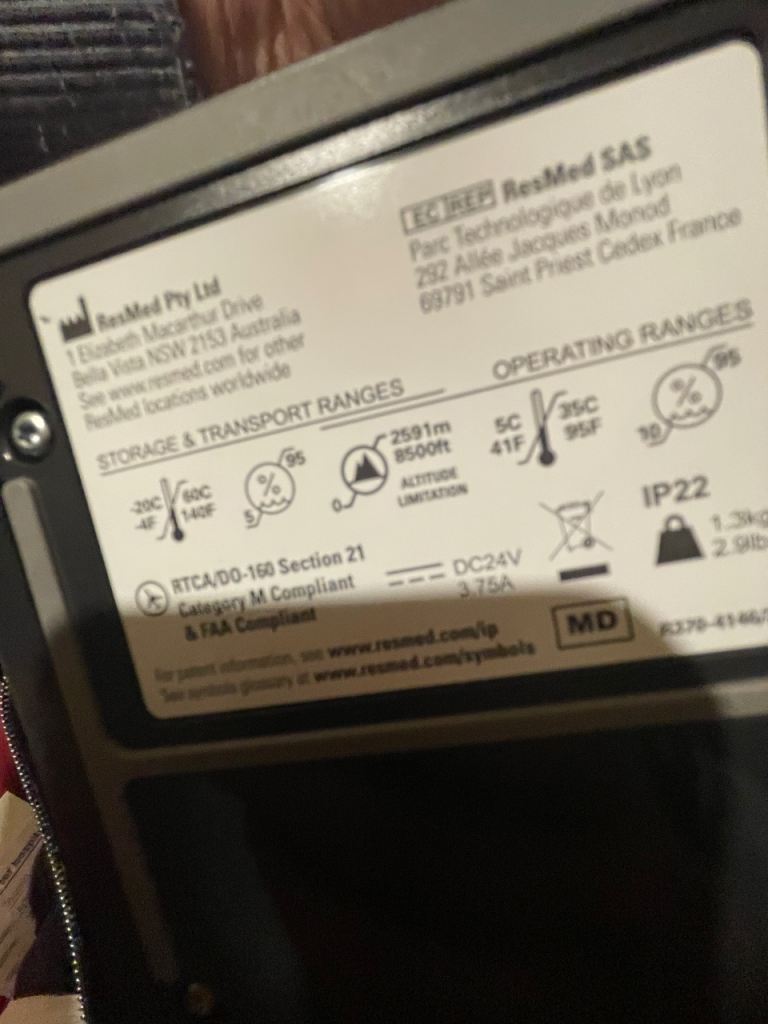 ResMed Pty Ltd
1 Elizabeth Macarthur Drive
Bella Vista NSW 2153 Australia
See www.resmed.com for other
ResMed locations worldwide
EC REP ResMed SAS
Parc Technologique de Lyon
292 Allée Jacques Monod
69791 Saint Priest Cedex France
STORAGE & TRANSPORT RANGES
-20C 60C
-4F 140F
% 95
5
2591m
8500ft
0
ALTITUDE
LIMITATION
OPERATING RANGES
5C 35C
41F 95F
% 95
10
RTCA/DO-160 Section 21
Category M Compliant
& FAA Compliant
DC24V
3.75A
IP22
1.3kg
2.9lb
MD
For patent information, see www.resmed.com/ip
See symbols glossary at www.resmed.com/symbols